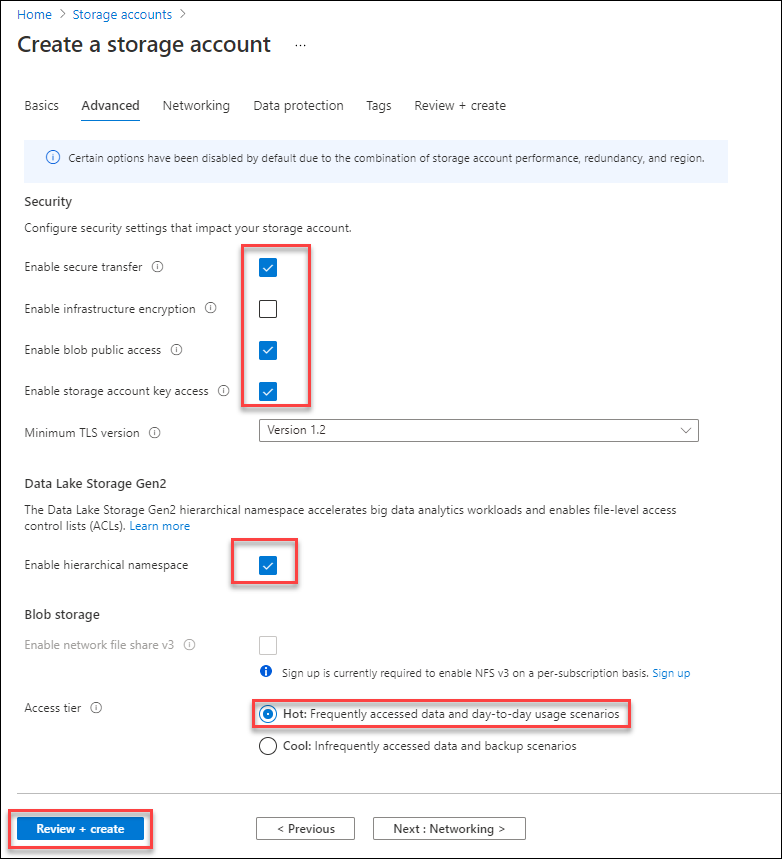 Home > Storage accounts >
Create a storage account ...
Basics Advanced Networking Data protection Tags Review + create
Certain options have been disabled by default due to the combination of storage account performance, redundancy, and region.
Security
Configure security settings that impact your storage account.
Enable secure transfer
Enable infrastructure encryption
Enable blob public access
Enable storage account key access
Minimum TLS version Version 1.2
Data Lake Storage Gen2
The Data Lake Storage Gen2 hierarchical namespace accelerates big data analytics workloads and enables file-level access
control lists (ACLs). Learn more
Enable hierarchical namespace
Blob storage
Enable network file share v3
Sign up is currently required to enable NFS v3 on a per-subscription basis. Sign up
Access tier
Hot: Frequently accessed data and day-to-day usage scenarios
Cool: Infrequently accessed data and backup scenarios
Review + create < Previous Next : Networking >